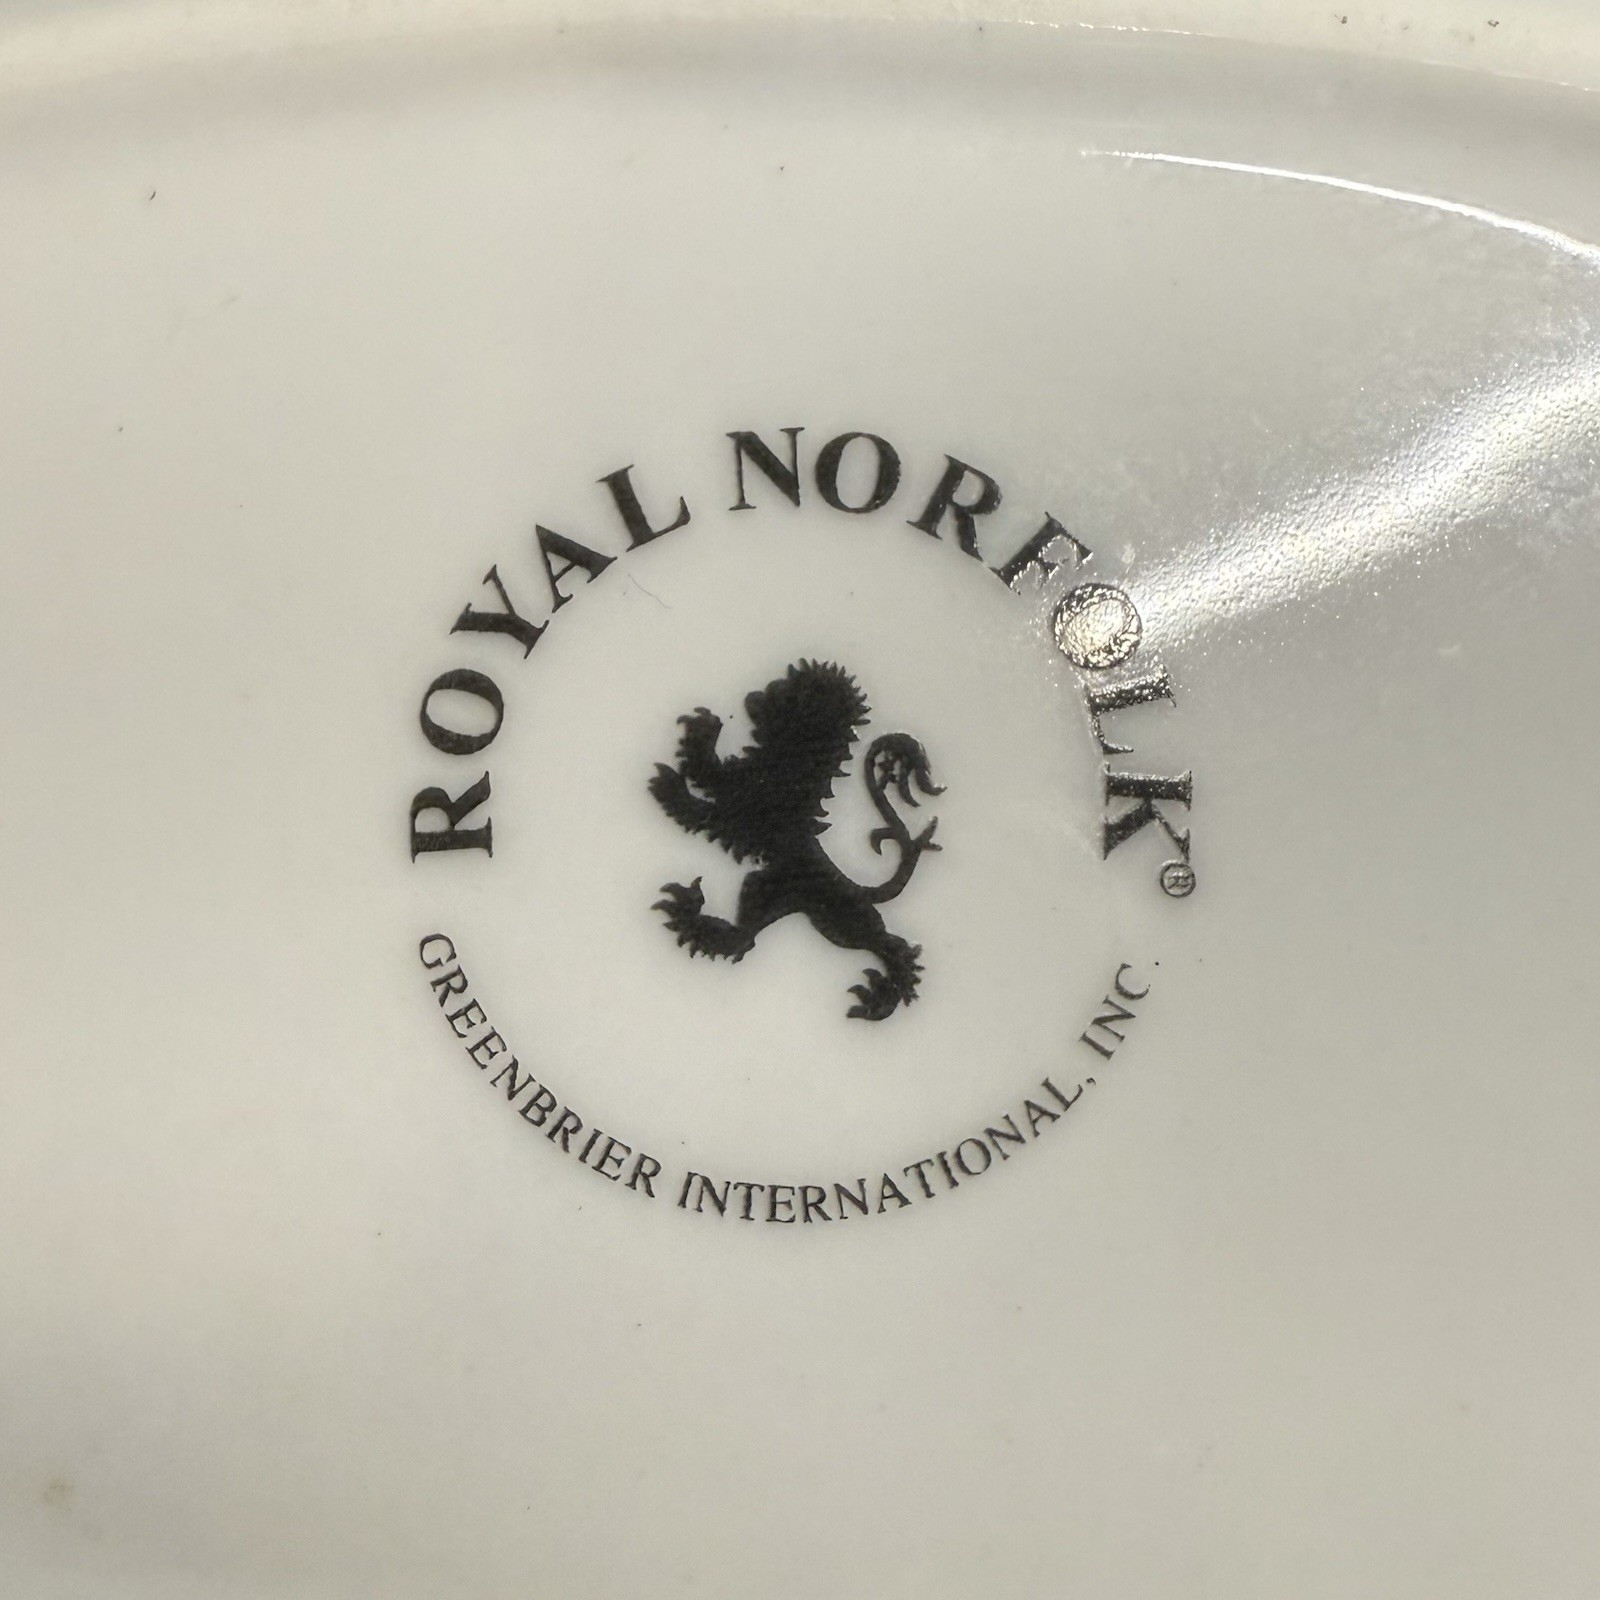 ROYAL NORFOLK®
GREENBRIER INTERNATIONAL, INC.